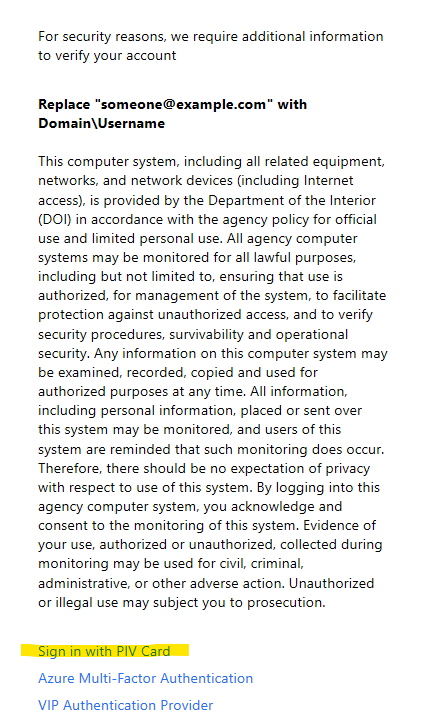 For security reasons, we require additional information
to verify your account
Replace "someone@example.com" with
Domain\Username
This computer system, including all related equipment,
networks, and network devices (including Internet
access), is provided by the Department of the Interior
(DOI) in accordance with the agency policy for official
use and limited personal use. All agency computer
systems may be monitored for all lawful purposes,
including but not limited to, ensuring that use is
authorized, for management of the system, to facilitate
protection against unauthorized access, and to verify
security procedures, survivability and operational
security. Any information on this computer system may
be examined, recorded, copied and used for
authorized purposes at any time. All information,
including personal information, placed or sent over
this system may be monitored, and users of this
system are reminded that such monitoring does occur.
Therefore, there should be no expectation of privacy
with respect to use of this system. By logging into this
agency computer system, you acknowledge and
consent to the monitoring of this system. Evidence of
your use, authorized or unauthorized, collected during
monitoring may be used for civil, criminal,
administrative, or other adverse action. Unauthorized
or illegal use may subject you to prosecution.
Sign in with PIV Card
Azure Multi-Factor Authentication
VIP Authentication Provider